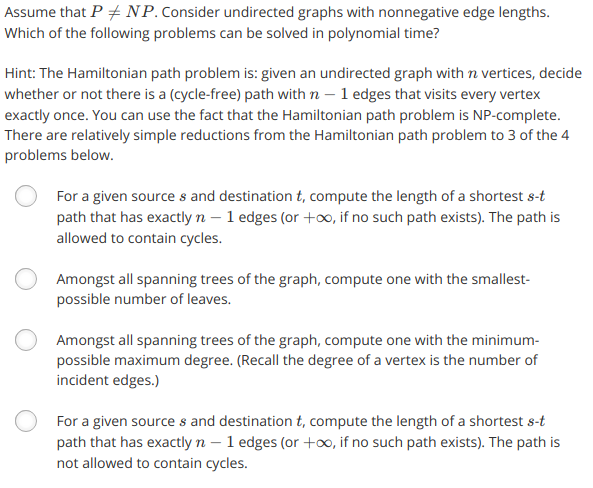 Assume that P ≠ NP. Consider undirected graphs with nonnegative edge lengths.
Which of the following problems can be solved in polynomial time?
Hint: The Hamiltonian path problem is: given an undirected graph with n vertices, decide
whether or not there is a (cycle-free) path with n − 1 edges that visits every vertex
exactly once. You can use the fact that the Hamiltonian path problem is NP-complete.
There are relatively simple reductions from the Hamiltonian path problem to 3 of the 4
problems below.
For a given source s and destination t, compute the length of a shortest s-t
path that has exactly n − 1 edges (or +∞, if no such path exists). The path is
allowed to contain cycles.
Amongst all spanning trees of the graph, compute one with the smallest-
possible number of leaves.
Amongst all spanning trees of the graph, compute one with the minimum-
possible maximum degree. (Recall the degree of a vertex is the number of
incident edges.)
For a given source s and destination t, compute the length of a shortest s-t
path that has exactly n − 1 edges (or +∞, if no such path exists). The path is
not allowed to contain cycles.